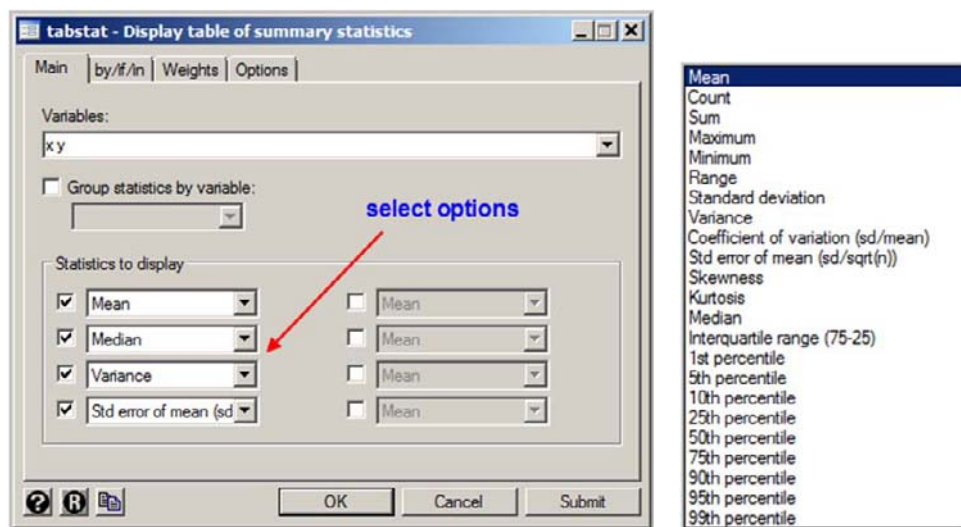 tabstat - Display table of summary statistics
Main by/if/in Weights Options
Variables:
x y
Group statistics by variable:
select options
Statistics to display
Mean Mean
Median Mean
Variance Mean
Std error of mean (sd Mean
? R OK Cancel Submit
Mean
Count
Sum
Maximum
Minimum
Range
Standard deviation
Variance
Coefficient of variation (sd/mean)
Std error of mean (sd/sqrt(n))
Skewness
Kurtosis
Median
Interquartile range (75-25)
1st percentile
5th percentile
10th percentile
25th percentile
50th percentile
75th percentile
90th percentile
95th percentile
99th percentile